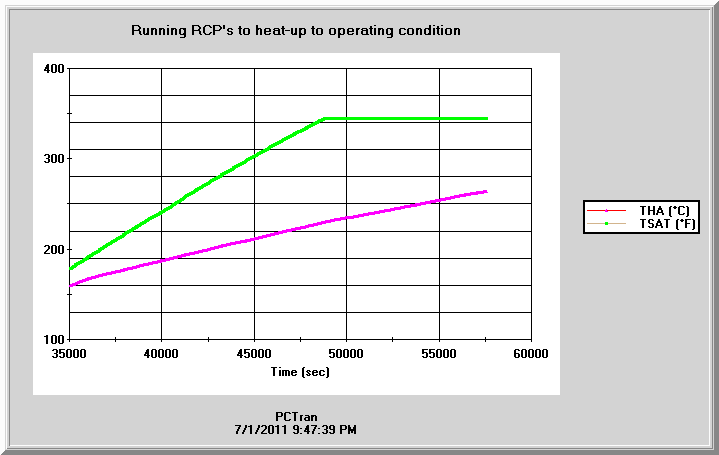 Running RCP's to heat-up to operating condition
400
300
200
100
35000 40000 45000 50000 55000 60000
Time (sec)
THA (*C)
TSAT (*F)
PCTran
7/1/2011 9:47:39 PM